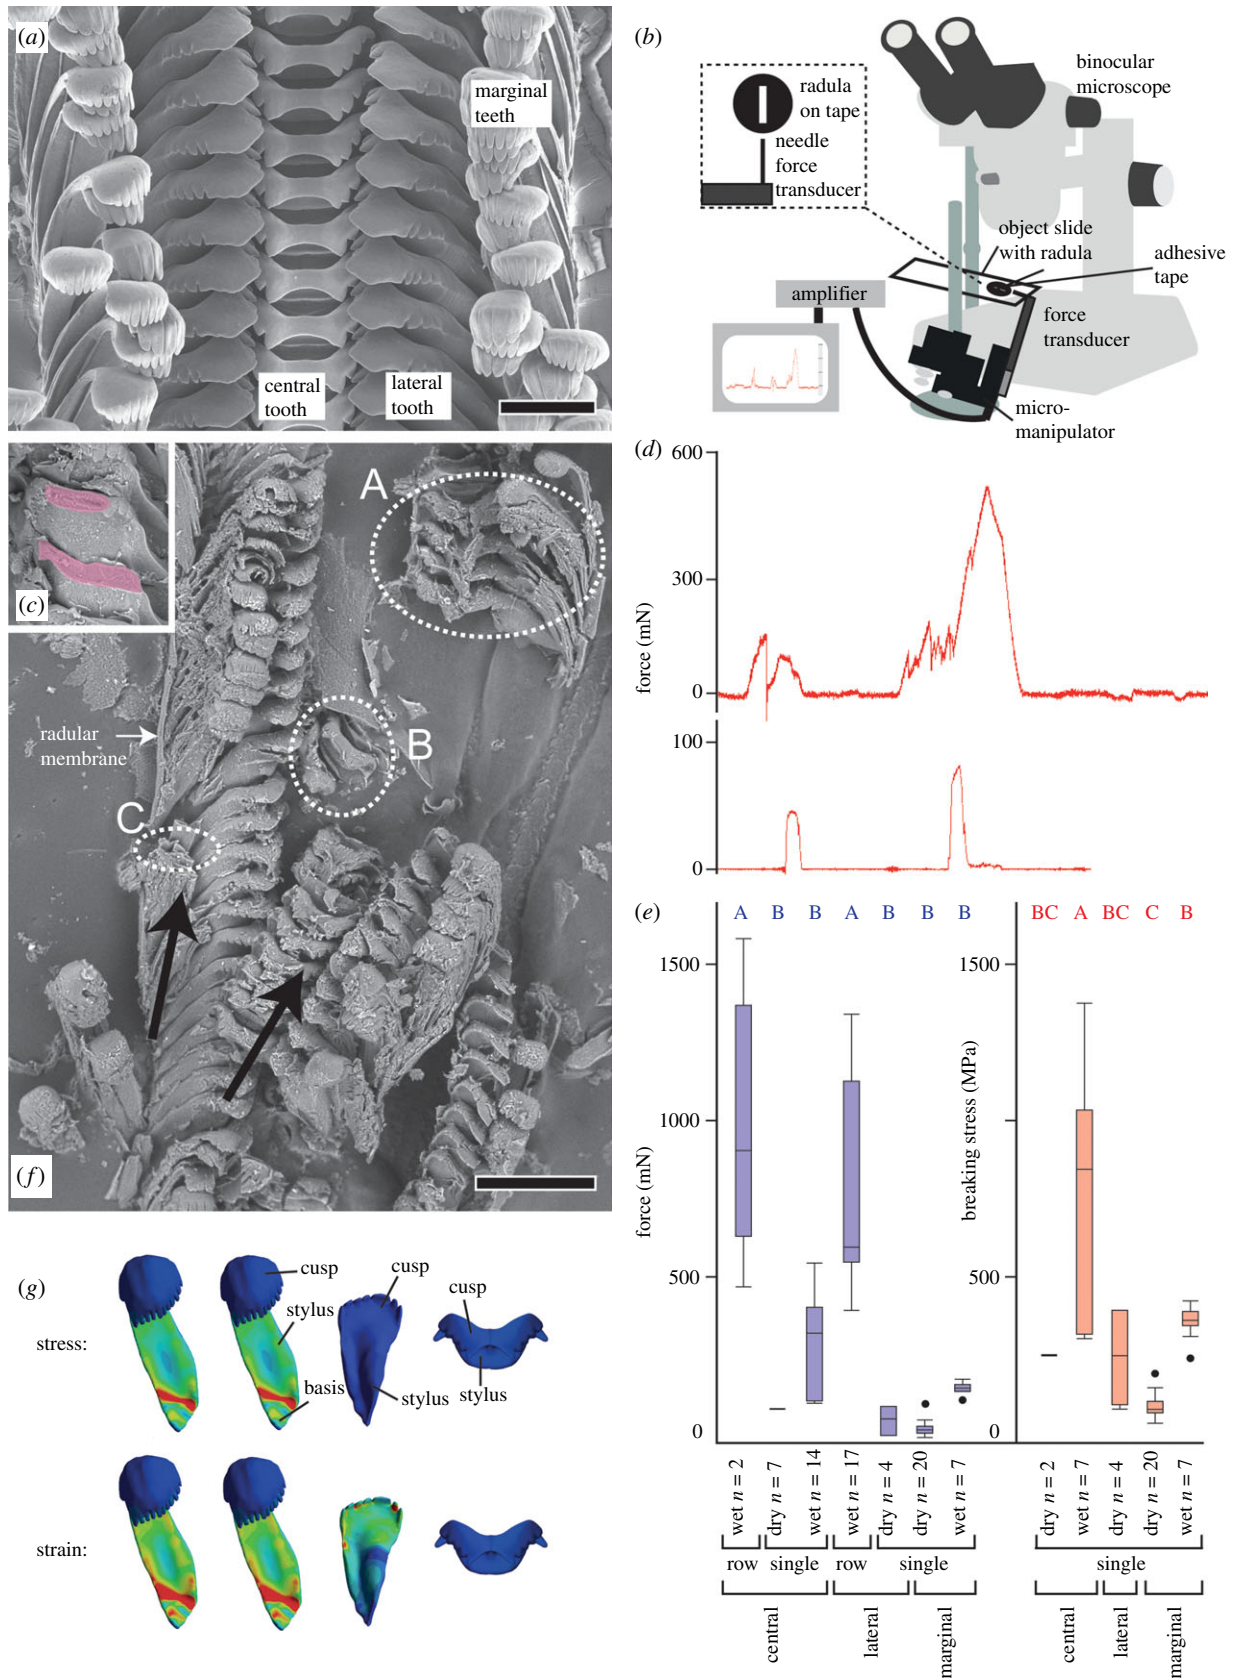 (a)
marginal
teeth
central
tooth
lateral
tooth
(b)
radula
on tape
needle
force
transducer
binocular
microscope
object slide
with radula
adhesive
tape
amplifier
force
transducer
micro-
manipulator
(c)
A
B
C
radular
membrane
(f)
(d)
600
300
0
force (mN)
100
0
(e)
A B B A B B B
1500
1000
500
0
force (mN)
wet n = 2
dry n = 7
wet n = 14
wet n = 17
dry n = 4
dry n = 20
wet n = 7
row single row single
central lateral marginal
BC A BC C B
1500
500
0
breaking stress (MPa)
dry n = 2
wet n = 7
dry n = 4
dry n = 20
wet n = 7
single
central lateral marginal
(g)
stress:
cusp
stylus
basis
cusp
stylus
cusp
stylus
strain: